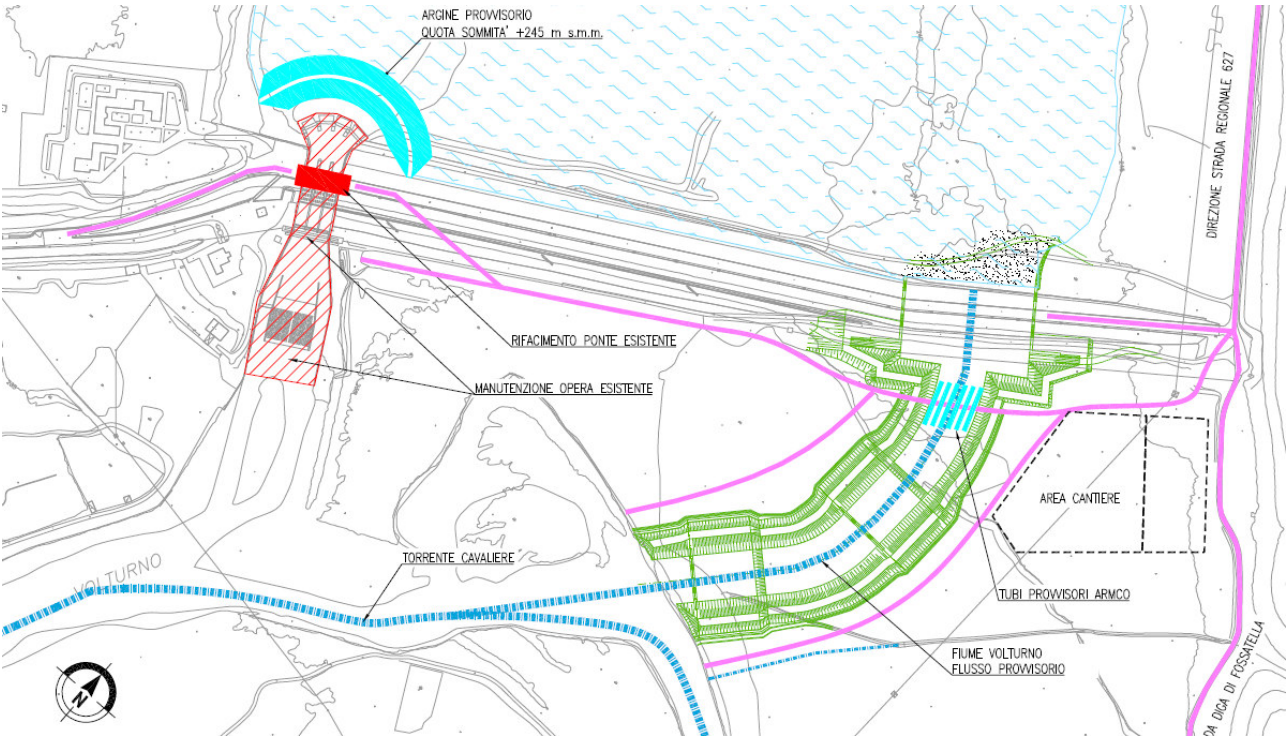 ARGINE PROVVISORIO
QUOTA SOMMITA' +245 m s.m.m.
DIREZIONE STRADA REGIONALE 627
RIFACIMENTO PONTE ESISTENTE
MANUTENZIONE OPERA ESISTENTE
AREA CANTIERE
TORRENTE CAVALIERE
VOLTURNO
TUBI PROVVISORI ARMCO
FIUME VOLTURNO
FLUSSO PROVVISORIO
DA DIGA DI FOSSATELLA
N